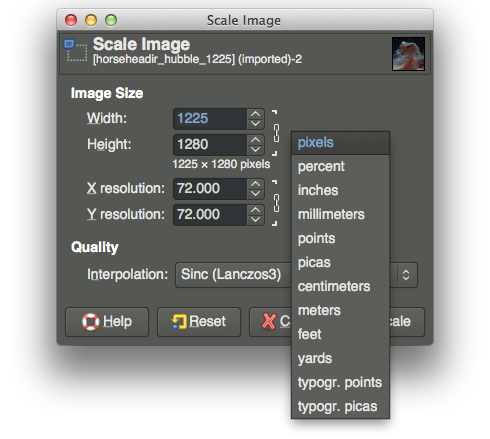 Scale Image
Scale Image
[horseheadir_hubble_1225] (imported)-2
Image Size
Width: 1225
Height: 1280
1225 × 1280 pixels
X resolution: 72.000
Y resolution: 72.000
pixels
percent
inches
millimeters
points
picas
centimeters
meters
feet
yards
typogr. points
typogr. picas
Quality
Interpolation: Sinc (Lanczos3)
Help Reset C cale